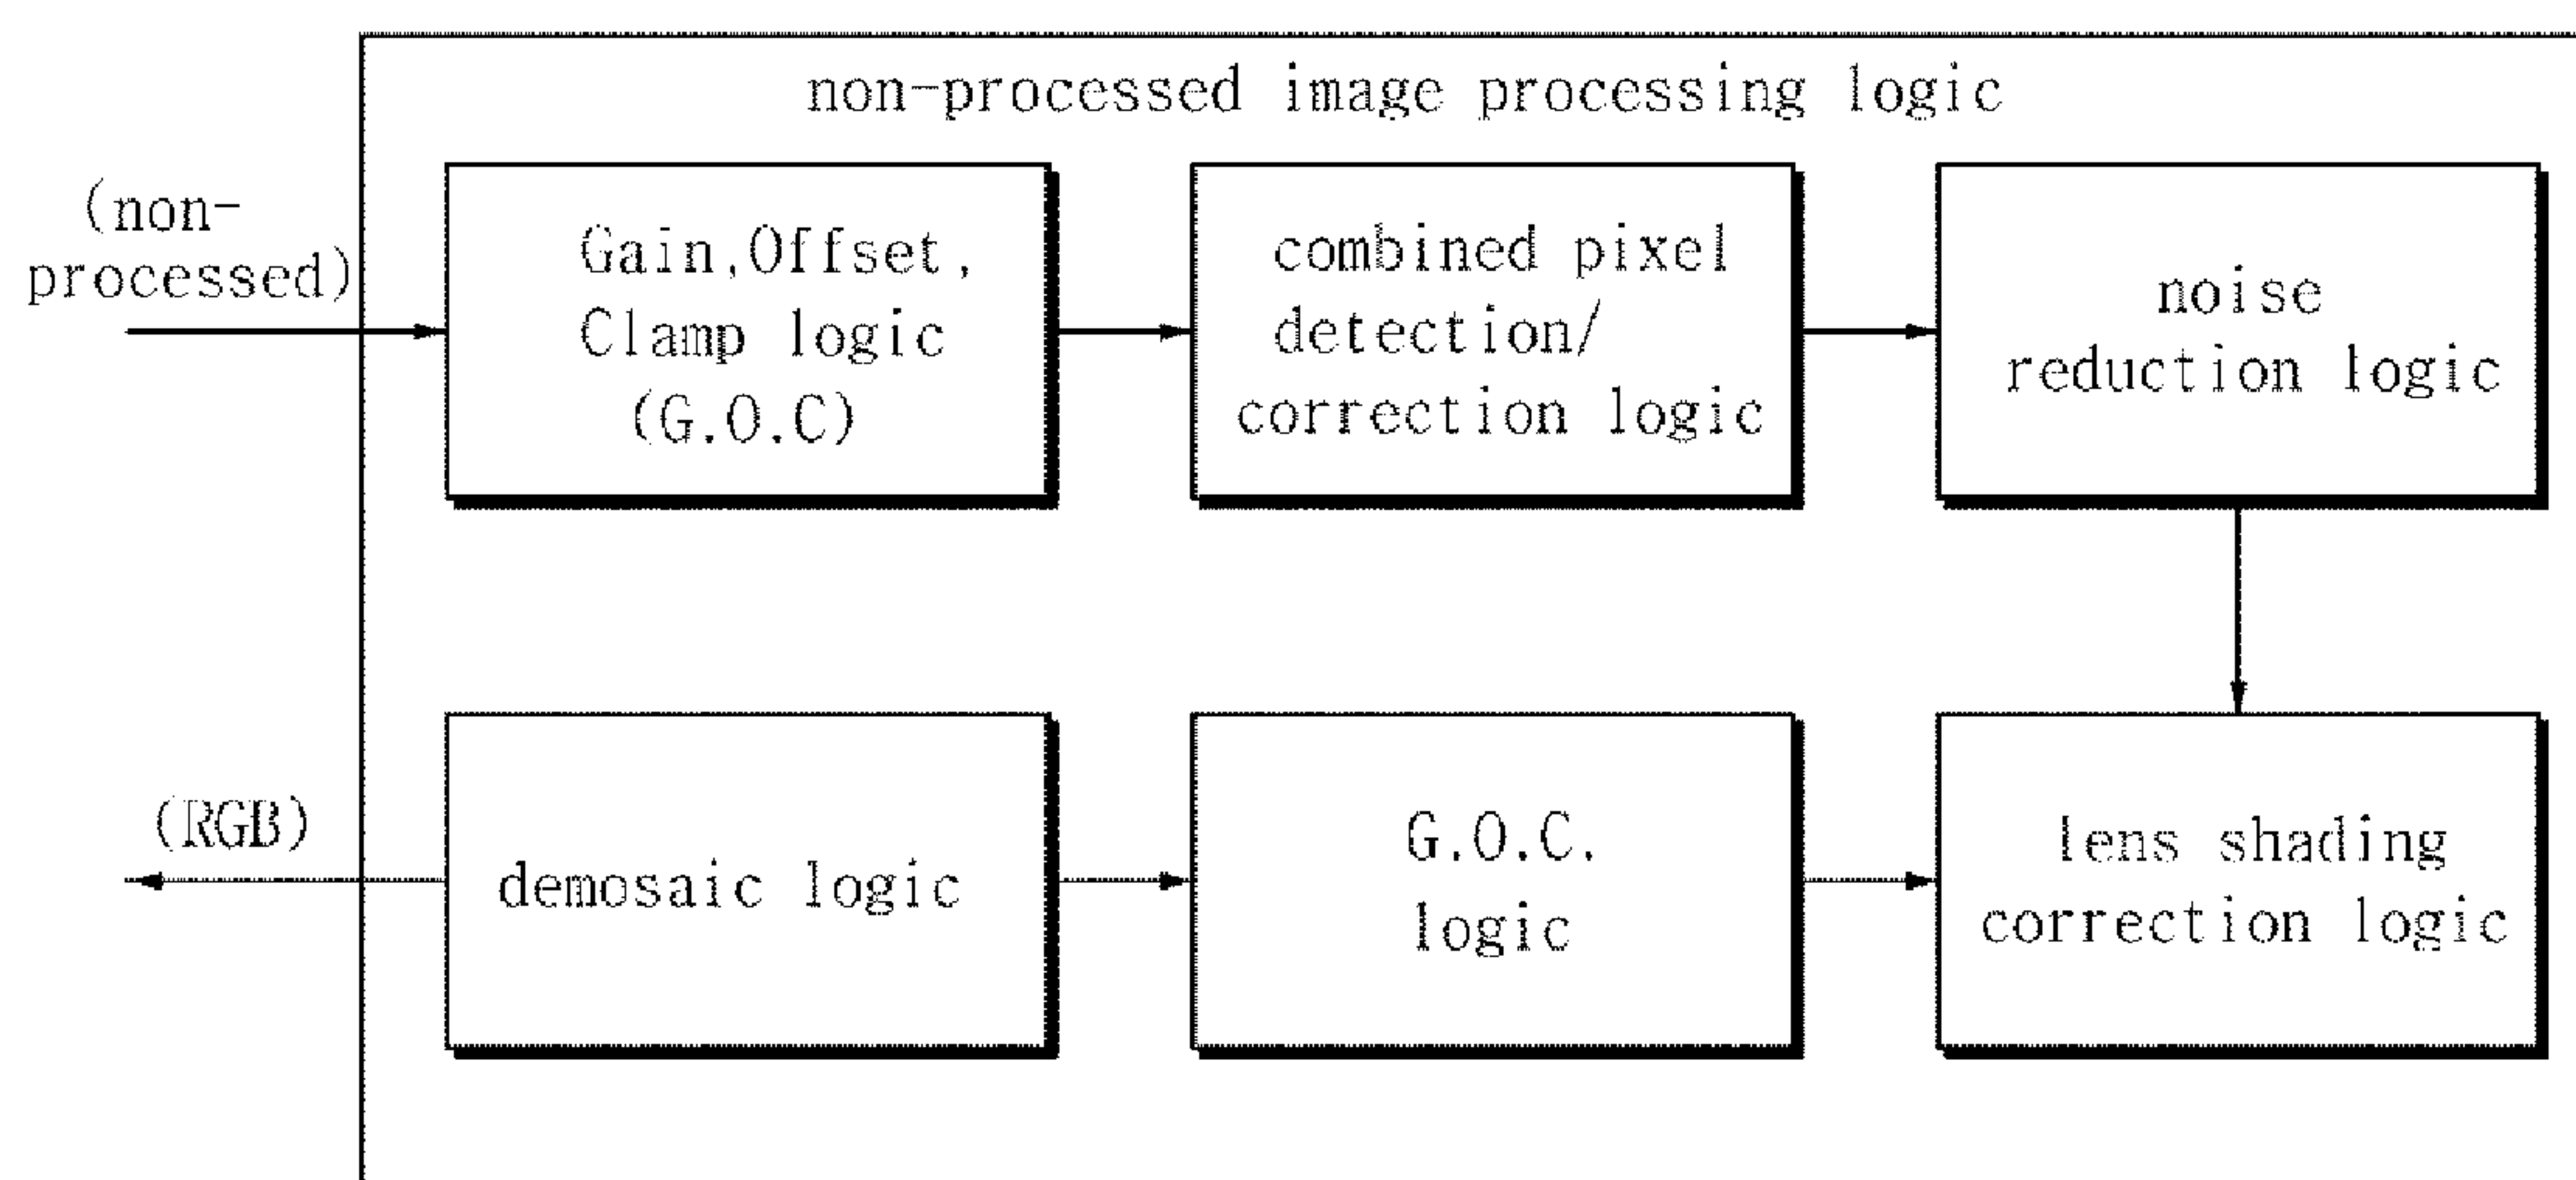 non-processed image processing logic
(non-
processed)
Gain,Offset,
Clamp logic
(G.O.C)
combined pixel
detection/
correction logic
noise
reduction logic
(RGB)
demosaic logic
G.O.C.
logic
lens shading
correction logic